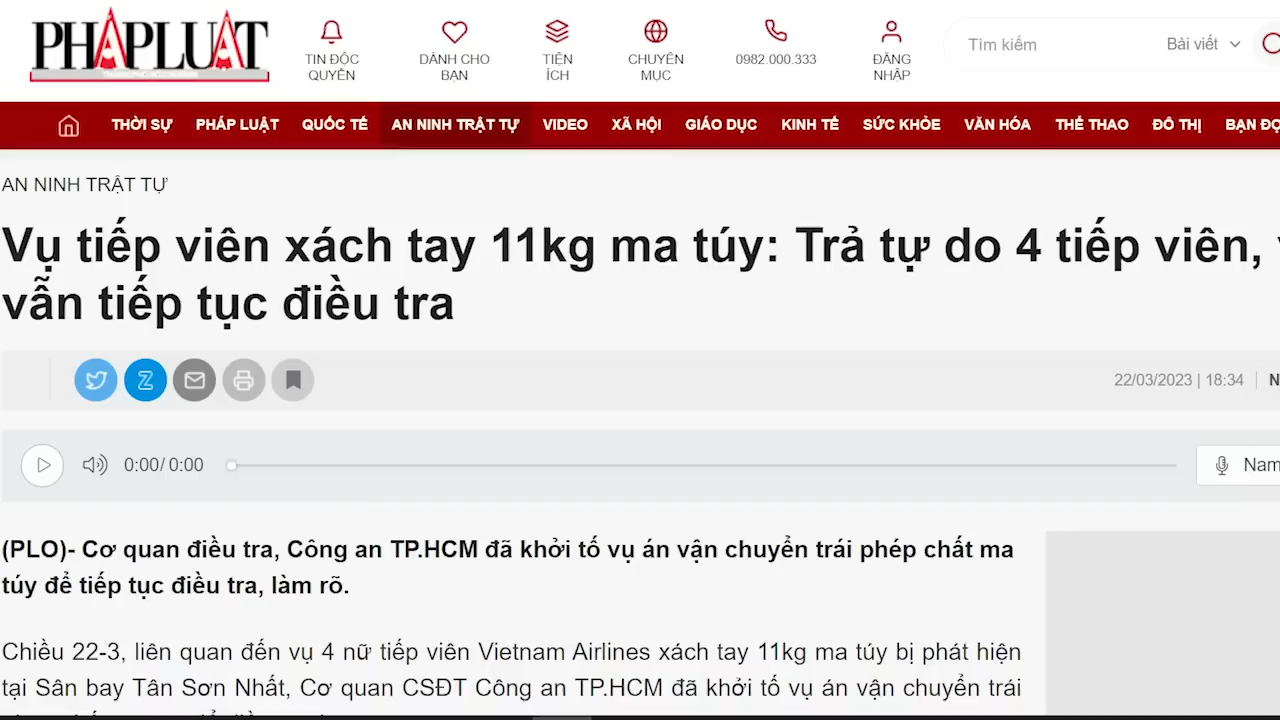 PHÁPLUẬT
TIN ĐỘC
QUYỀN
DÀNH CHO
BẠN
TIỆN
ÍCH
CHUYÊN
MỤC
0982.000.333
ĐĂNG
NHẬP
Tìm kiếm
Bài viết
THỜI SỰ PHÁP LUẬT QUỐC TẾ AN NINH TRẬT TỰ VIDEO XÃ HỘI GIÁO DỤC KINH TẾ SỨC KHỎE VĂN HÓA THỂ THAO ĐÔ THỊ BẠN
AN NINH TRẬT TỰ
Vụ tiếp viên xách tay 11kg ma túy: Trả tự do 4 tiếp viên,
vẫn tiếp tục điều tra
22/03/2023 | 18:34
0:00/ 0:00
Nam
(PLO)- Cơ quan điều tra, Công an TP.HCM đã khởi tố vụ án vận chuyển trái phép chất ma
túy để tiếp tục điều tra, làm rõ.
Chiều 22-3, liên quan đến vụ 4 nữ tiếp viên Vietnam Airlines xách tay 11kg ma túy bị phát hiện
tại Sân bay Tân Sơn Nhất, Cơ quan CSĐT Công an TP.HCM đã khởi tố vụ án vận chuyển trái